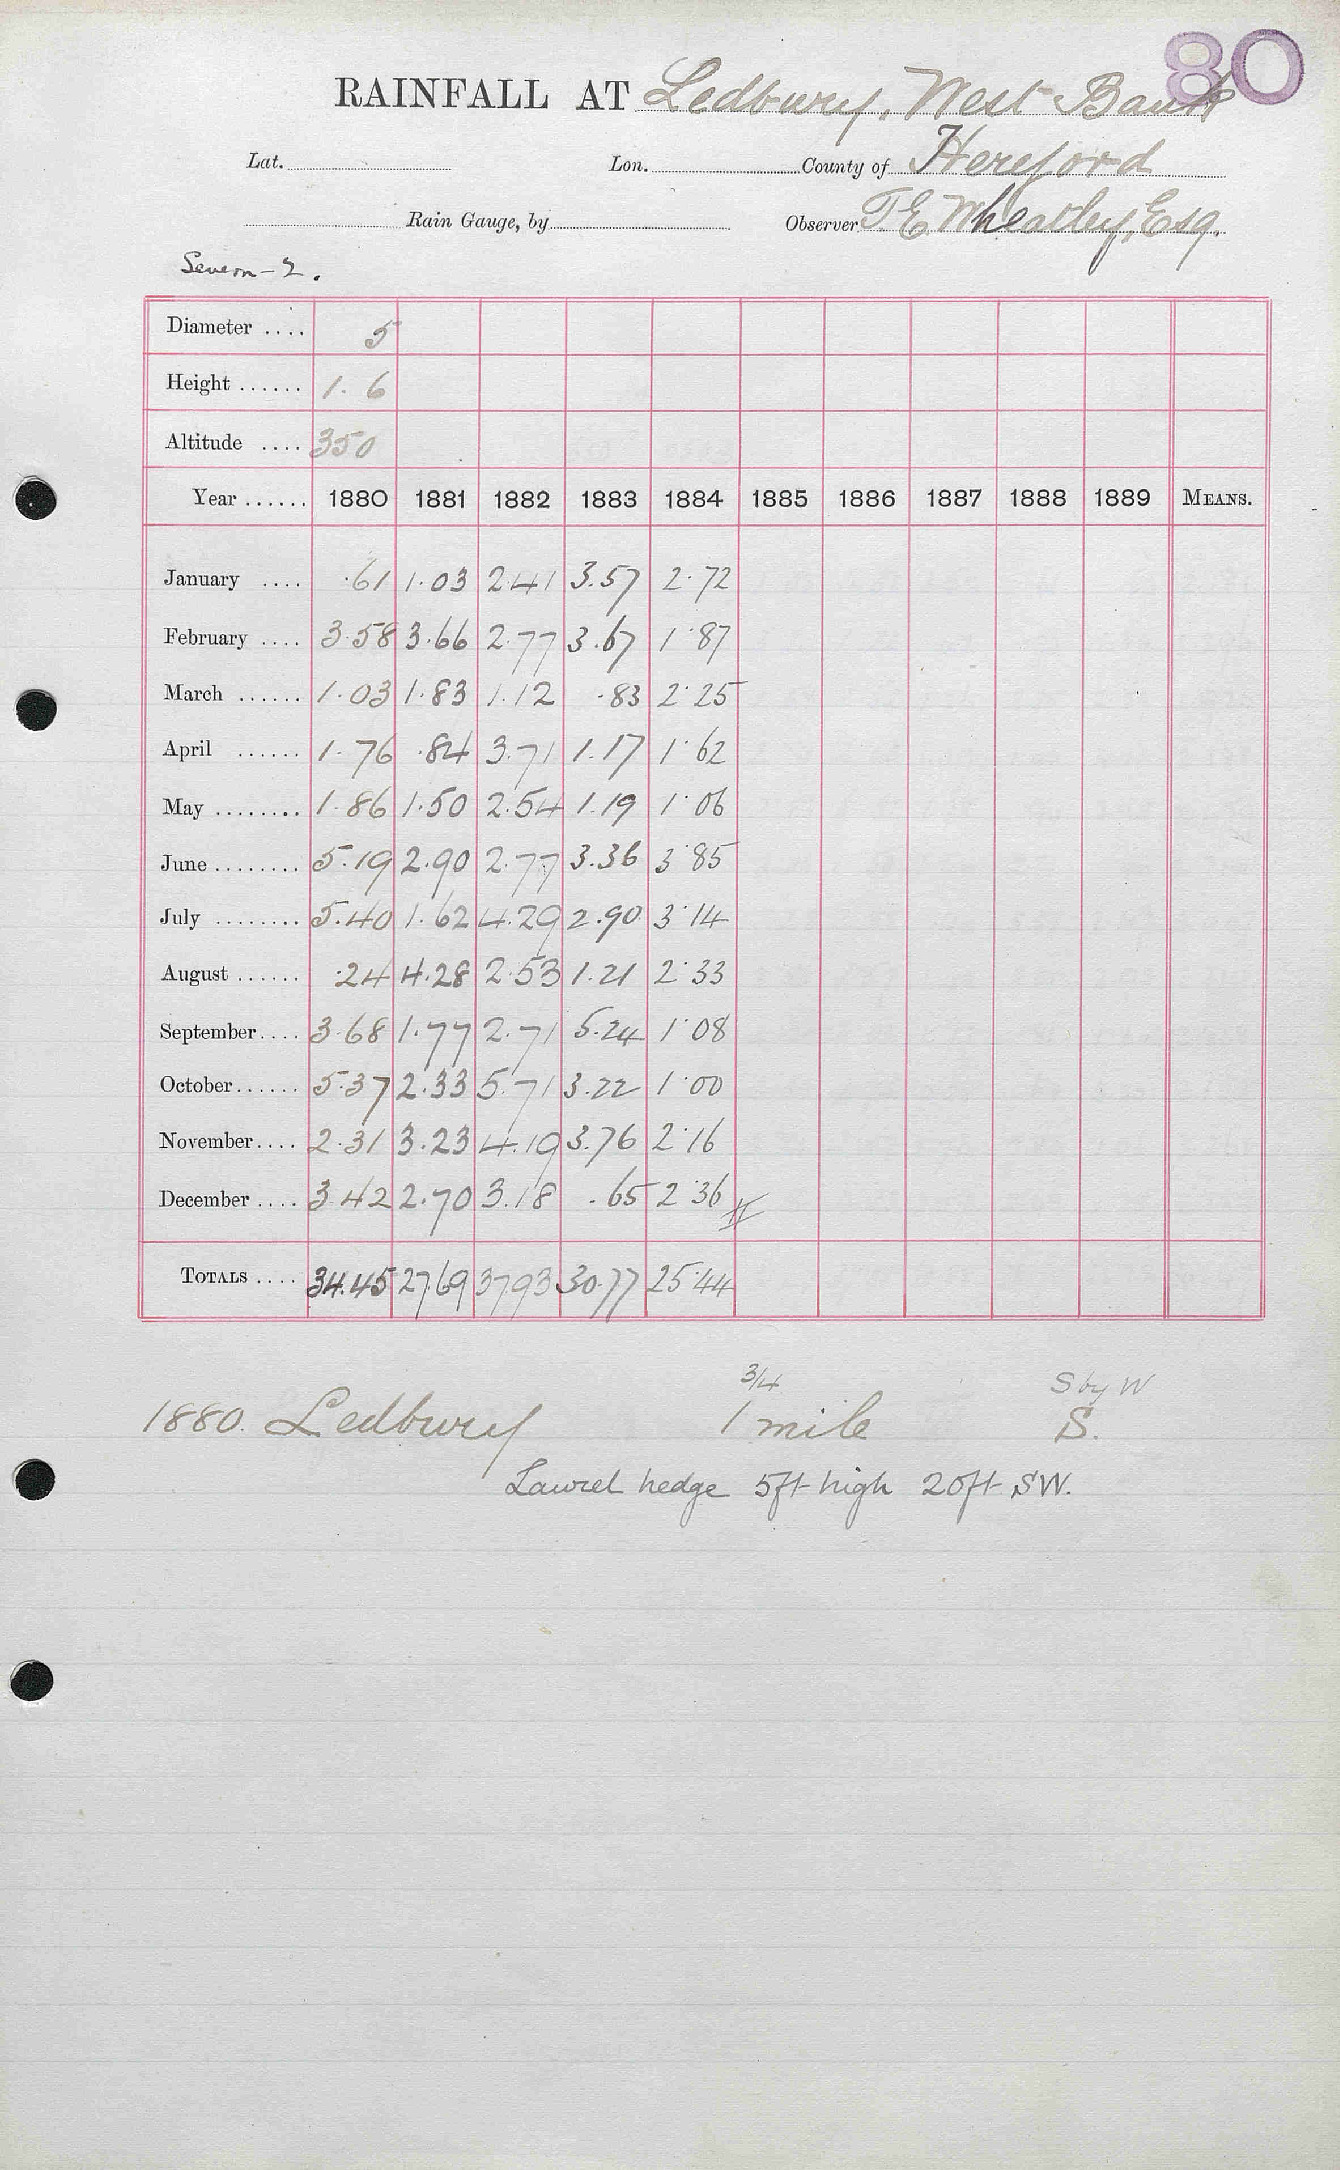 80
RAINFALL AT Ledbury, West Bank
Lat. Lon. County of Hereford
Rain Gauge, by Observer T.E. Wheatley, Esq.
Severn-2.
Diameter .... 5
Height ...... 1. 6
Altitude .... 350
Year ...... 1880 1881 1882 1883 1884 1885 1886 1887 1888 1889 MEANS.
January .... .61 1.03 2.41 3.57 2.72
February .... 3.58 3.66 2.77 3.67 1.87
March ...... 1.03 1.83 1.12 .83 2.25
April ...... 1.76 .84 3.71 1.17 1.62
May ........ 1.86 1.50 2.54 1.19 1.06
June ........ 5.19 2.90 2.77 3.36 3.85
July ........ 5.40 1.62 4.29 2.90 3.14
August ...... .24 4.28 2.53 1.21 2.33
September .... 3.68 1.77 2.71 5.24 1.08
October ...... 5.37 2.33 5.71 3.22 1.00
November .... 2.31 3.23 4.19 3.76 2.16
December .... 3.42 2.70 3.18 .65 2.36
TOTALS .... 34.45 27.69 37.93 30.77 25.44
3/4 S by W
1880. Ledbury 1 mile S.
Laurel hedge 5ft high 20ft SW.